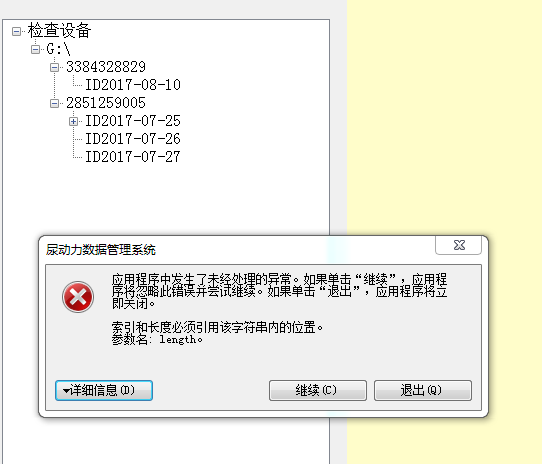 检查设备
G:\
3384328829
ID2017-08-10
2851259005
ID2017-07-25
ID2017-07-26
ID2017-07-27
尿动力数据管理系统
应用程序中发生了未经处理的异常。如果单击“继续”，应用程
序将忽略此错误并尝试继续。如果单击“退出”，应用程序将立
即关闭。
索引和长度必须引用该字符串内的位置。
参数名: length。
详细信息(D)
继续(C)
退出(Q)